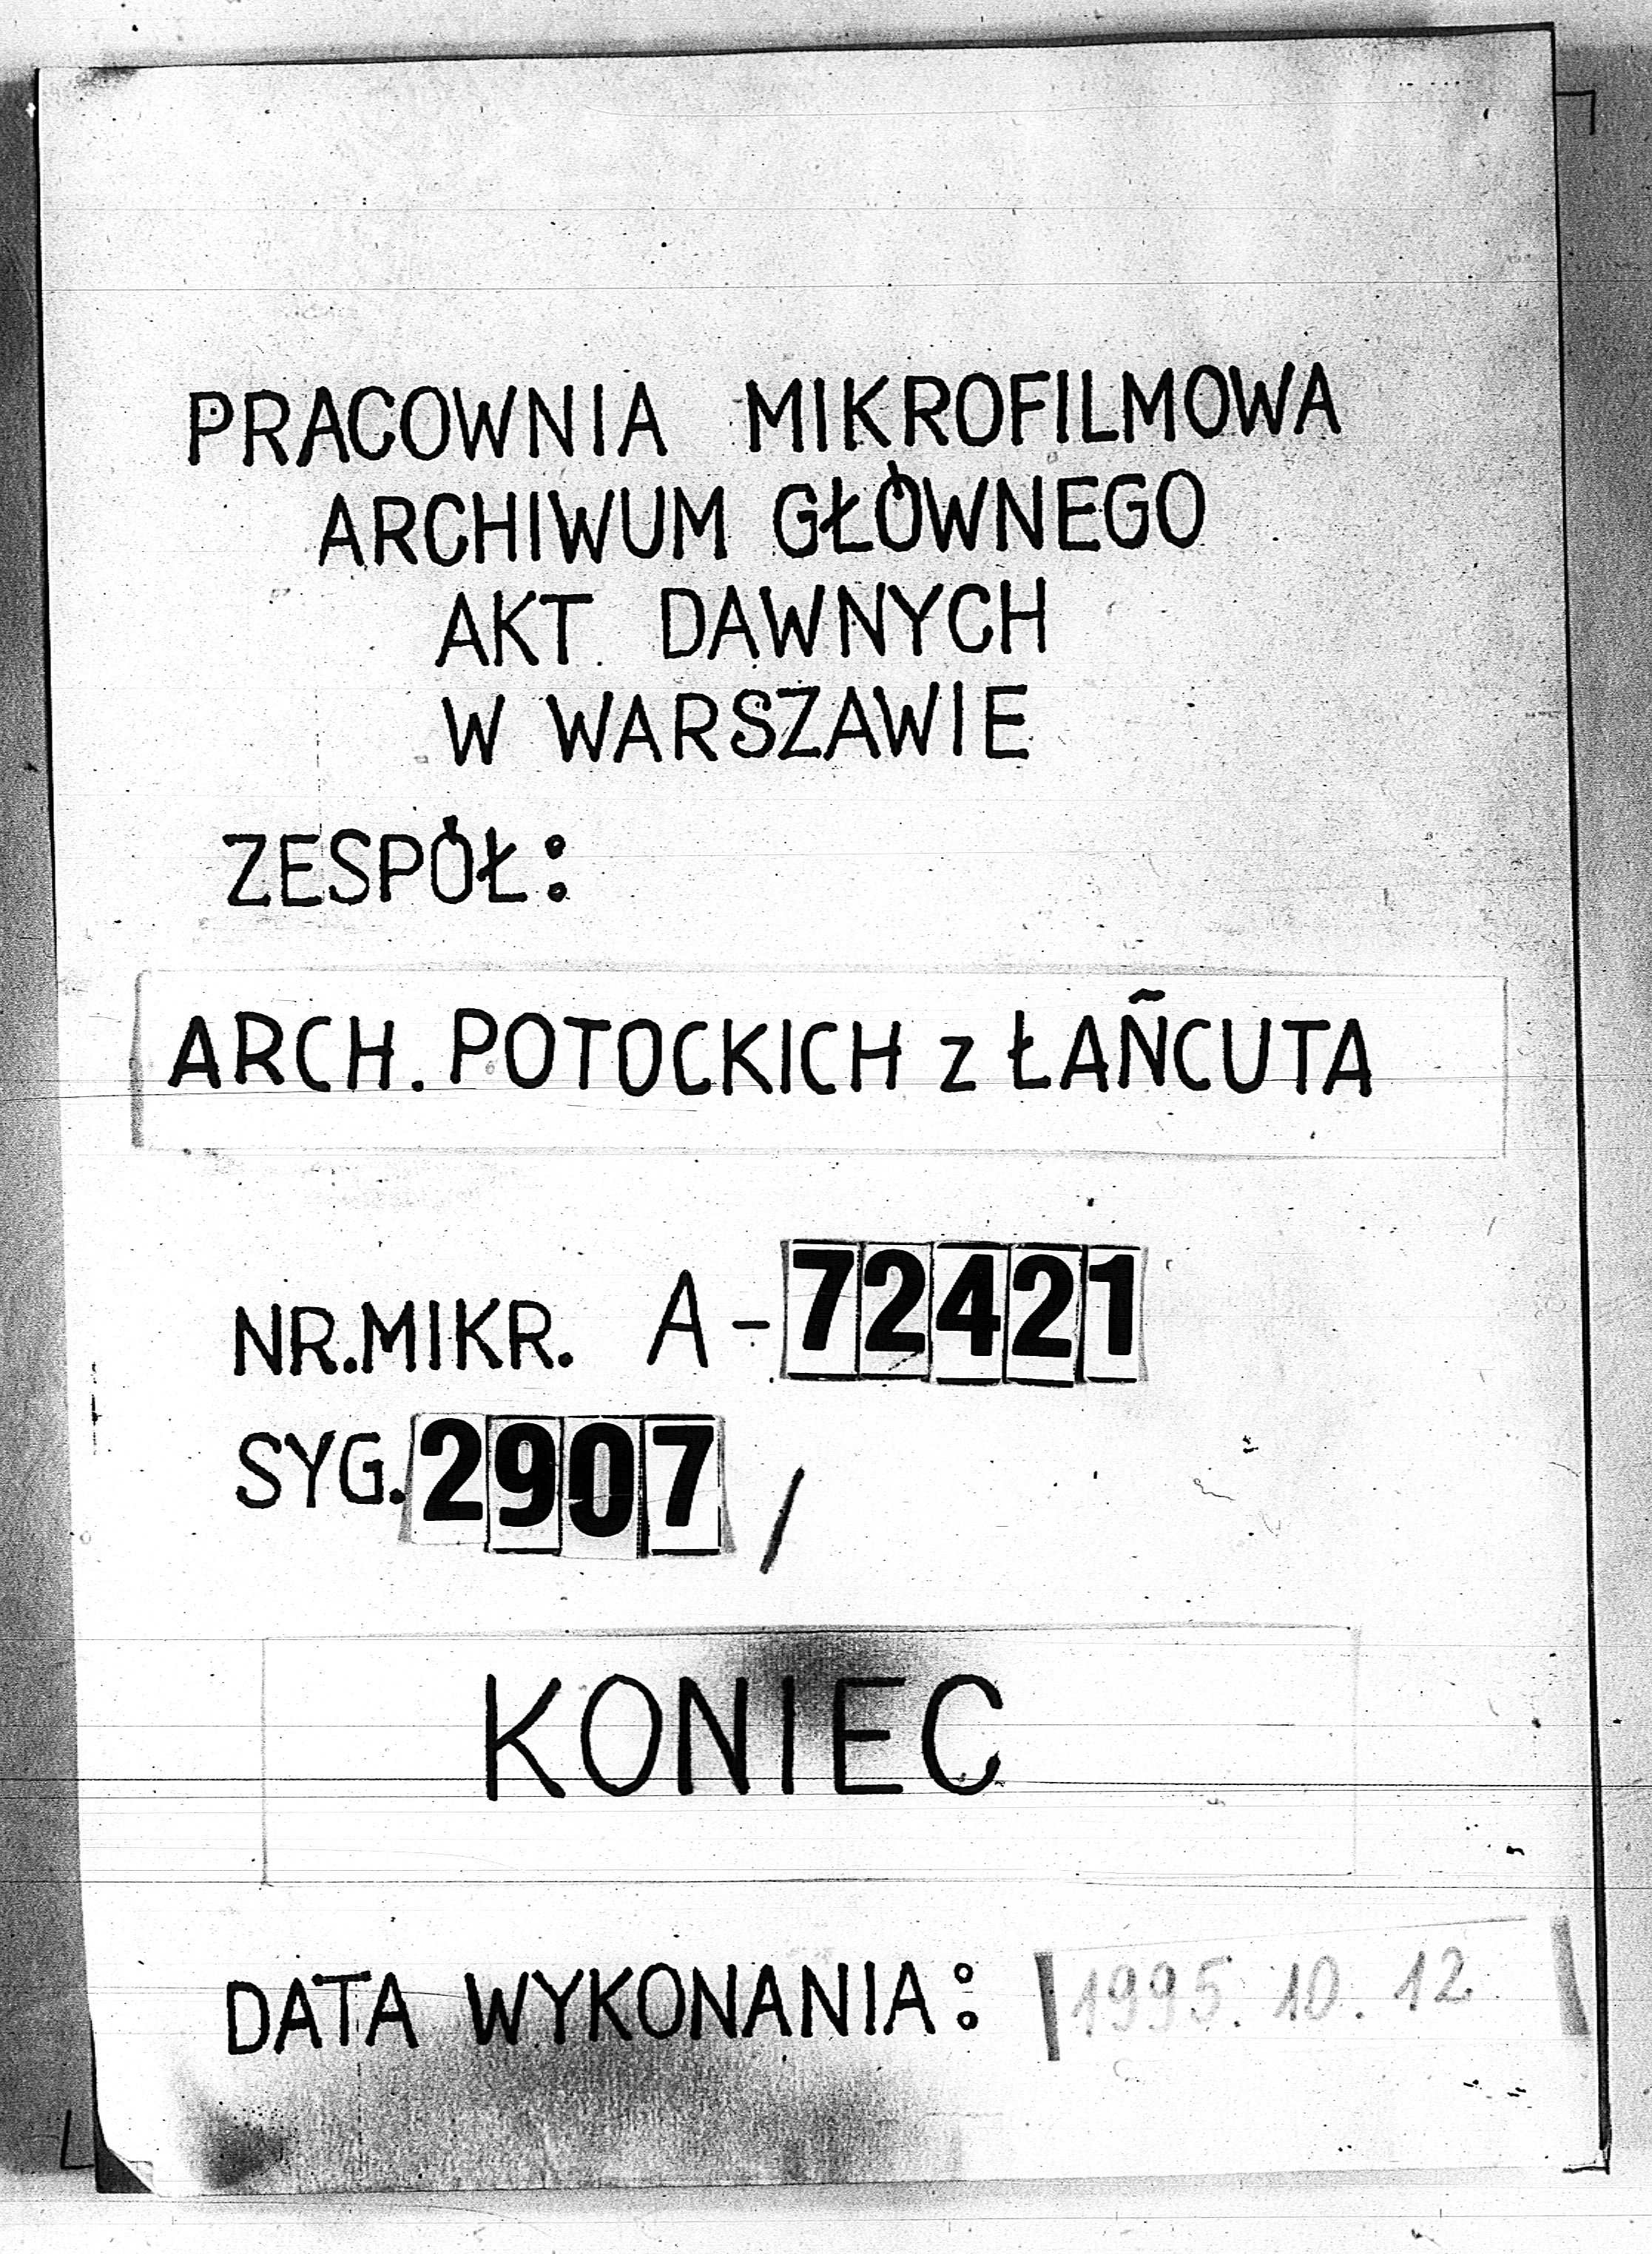 PRACOWNIA MIKROFILMOWA
ARCHIWUM GŁÓWNEGO
AKT DAWNYCH
W WARSZAWIE
ZESPÓŁ:
ARCH. POTOCKICH z ŁAŃCUTA
NR.MIKR. A-72421
SYG. 2907 /
KONIEC
DATA WYKONANIA: 1995. 10. 12